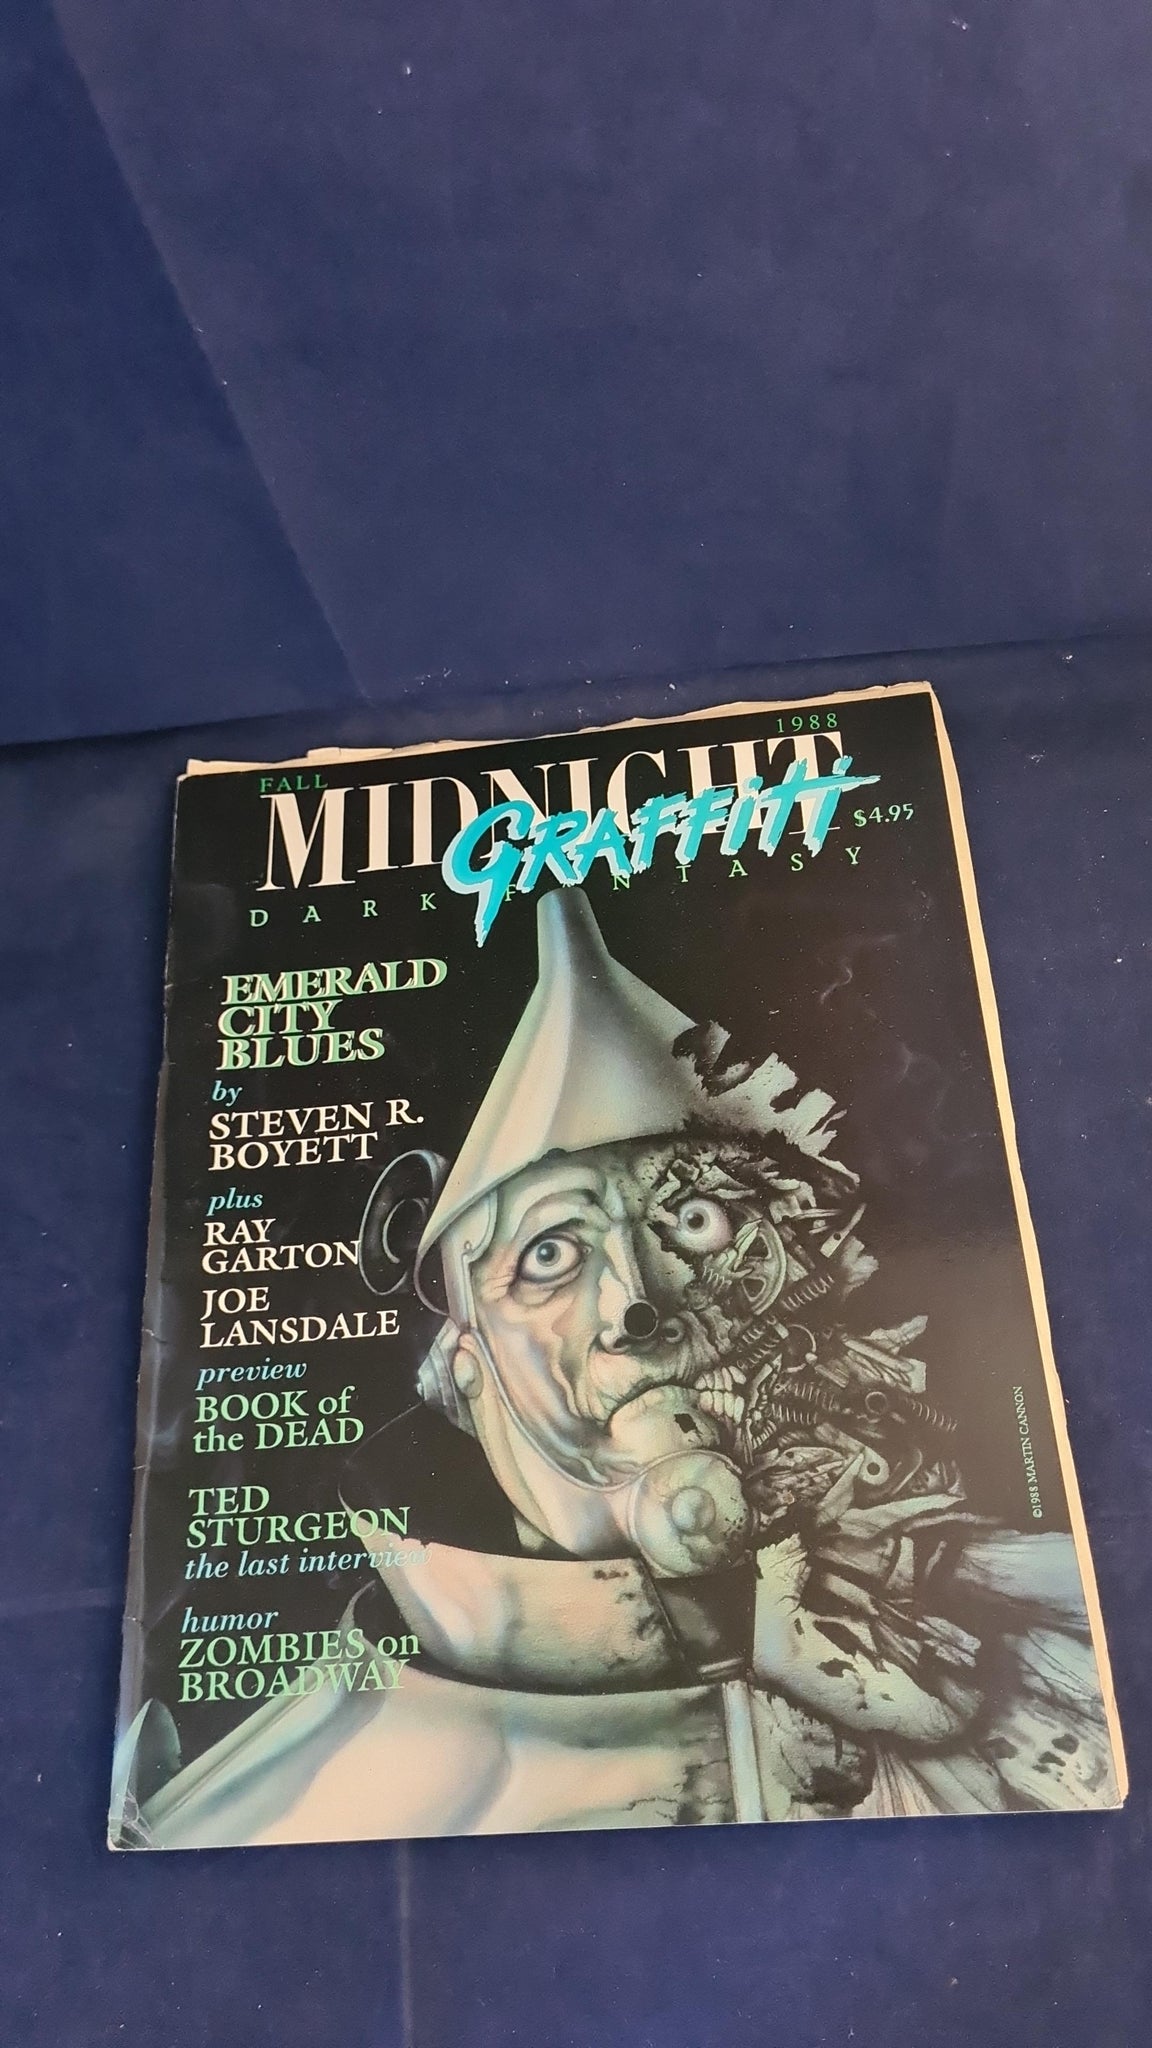 FALL
1988
MIDNIGHT
GRAFFITI
$4.95
DARK FANTASY
EMERALD
CITY
BLUES
by
STEVEN R.
BOYETT
plus
RAY
GARTON
JOE
LANSDALE
preview
BOOK of
the DEAD
TED
STURGEON
the last interview
humor
ZOMBIES on
BROADWAY
©1988 MARTIN CANNON